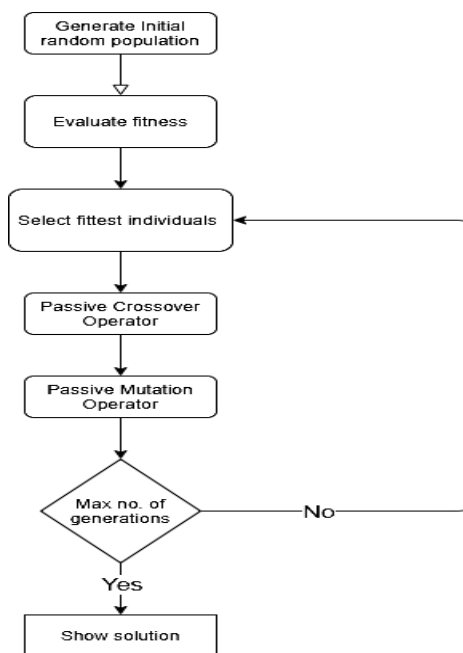 Generate Initial
random population
Evaluate fitness
Select fittest individuals
Passive Crossover
Operator
Passive Mutation
Operator
Max no. of
generations
No
Yes
Show solution